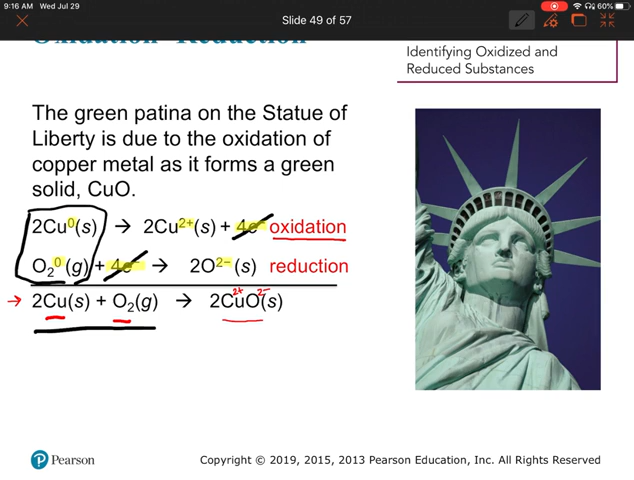 9:16 AM Wed Jul 29
60%
Slide 49 of 57
Oxidation–Reduction
Identifying Oxidized and
Reduced Substances
The green patina on the Statue of
Liberty is due to the oxidation of
copper metal as it forms a green
solid, CuO.
2Cu⁰(s) → 2Cu²⁺(s) + 4e⁻ oxidation
O₂⁰ (g) + 4e⁻ → 2O²⁻ (s) reduction
→ 2Cu(s) + O₂(g) → 2CuO(s)
2+ 2−
Pearson
Copyright © 2019, 2015, 2013 Pearson Education, Inc. All Rights Reserved